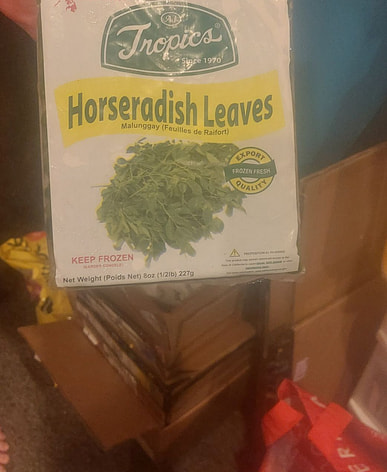 Tropics
Since 1970
Horseradish Leaves
Malunggay (Feuilles de Raifort)
EXPORT
FROZEN FRESH
QUALITY
KEEP FROZEN
Net Weight (Poids Net) 8oz (1/2lb) 227g